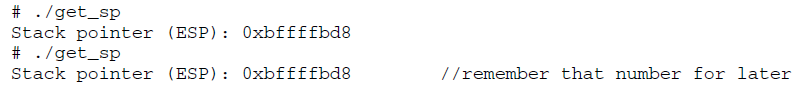 # ./get_sp
Stack pointer (ESP): 0xbffffbd8
# ./get_sp
Stack pointer (ESP): 0xbffffbd8 //remember that number for later